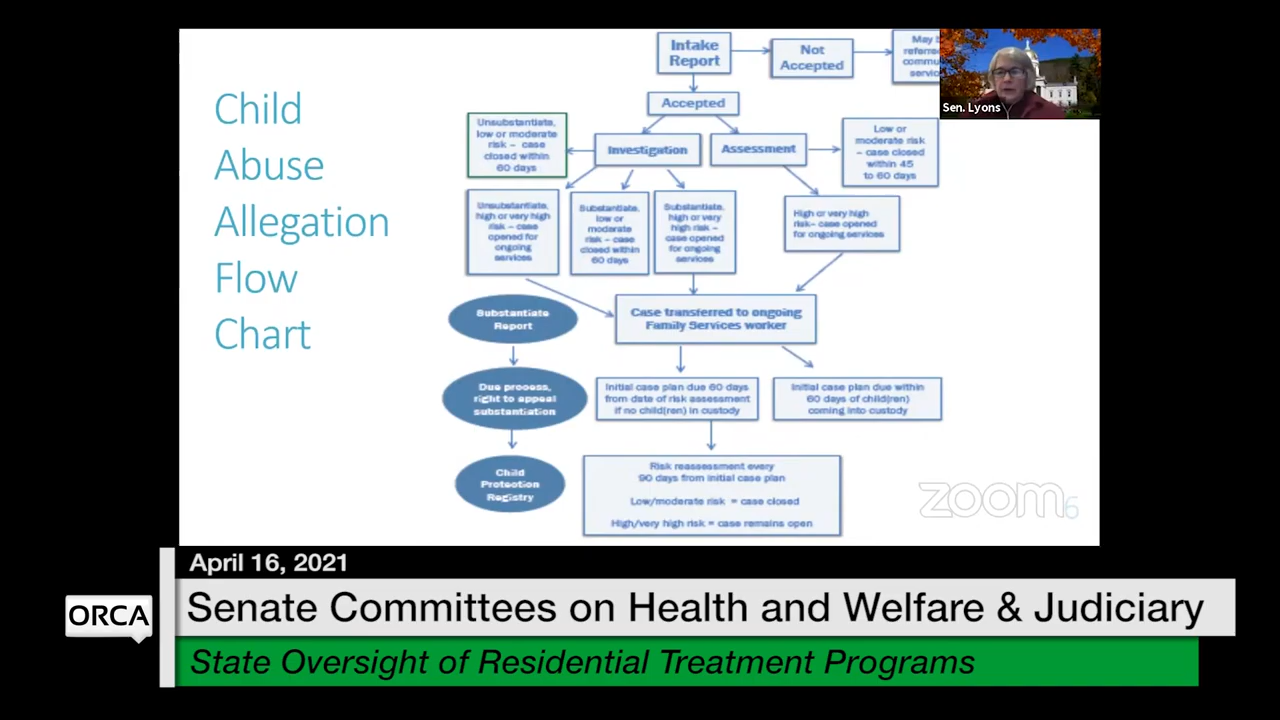 Child
Abuse
Allegation
Flow
Chart
Intake
Report
Not
Accepted
Sen. Lyons
Accepted
Unsubstantiate,
low or moderate
risk – case
closed within
60 days
Investigation
Assessment
Low or
moderate risk
– case closed
within 45
to 60 days
Unsubstantiate,
high or very high
risk – case
opened for
ongoing
services
Substantiate,
low or
moderate
risk – case
closed within
60 days
Substantiate,
high or very
high risk –
case opened
for ongoing
services
High or very high
risk– case opened
for ongoing services
Substantiate
Report
Case transferred to ongoing
Family Services worker
Due process,
right to appeal
substantiation
Initial case plan due 60 days
from date of risk assessment
if no child(ren) in custody
Initial case plan due within
60 days of child(ren)
coming into custody
Child
Protection
Registry
Risk reassessment every
90 days from initial case plan
Low/moderate risk = case closed
High/very high risk = case remains open
zoom
6
April 16, 2021
ORCA
Senate Committees on Health and Welfare & Judiciary
State Oversight of Residential Treatment Programs